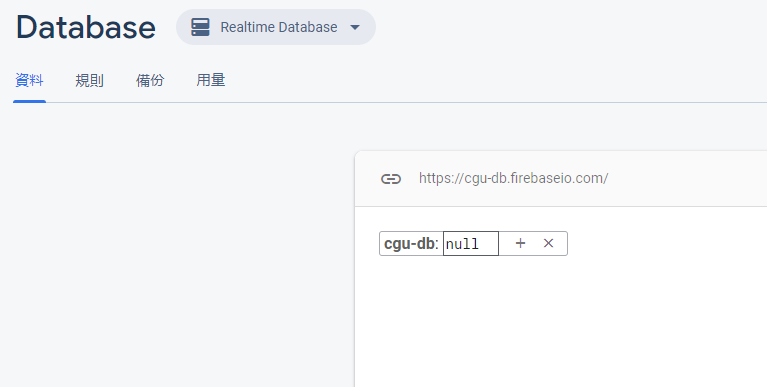 Database Realtime Database
資料 規則 備份 用量
https://cgu-db.firebaseio.com/
cgu-db: null + ×